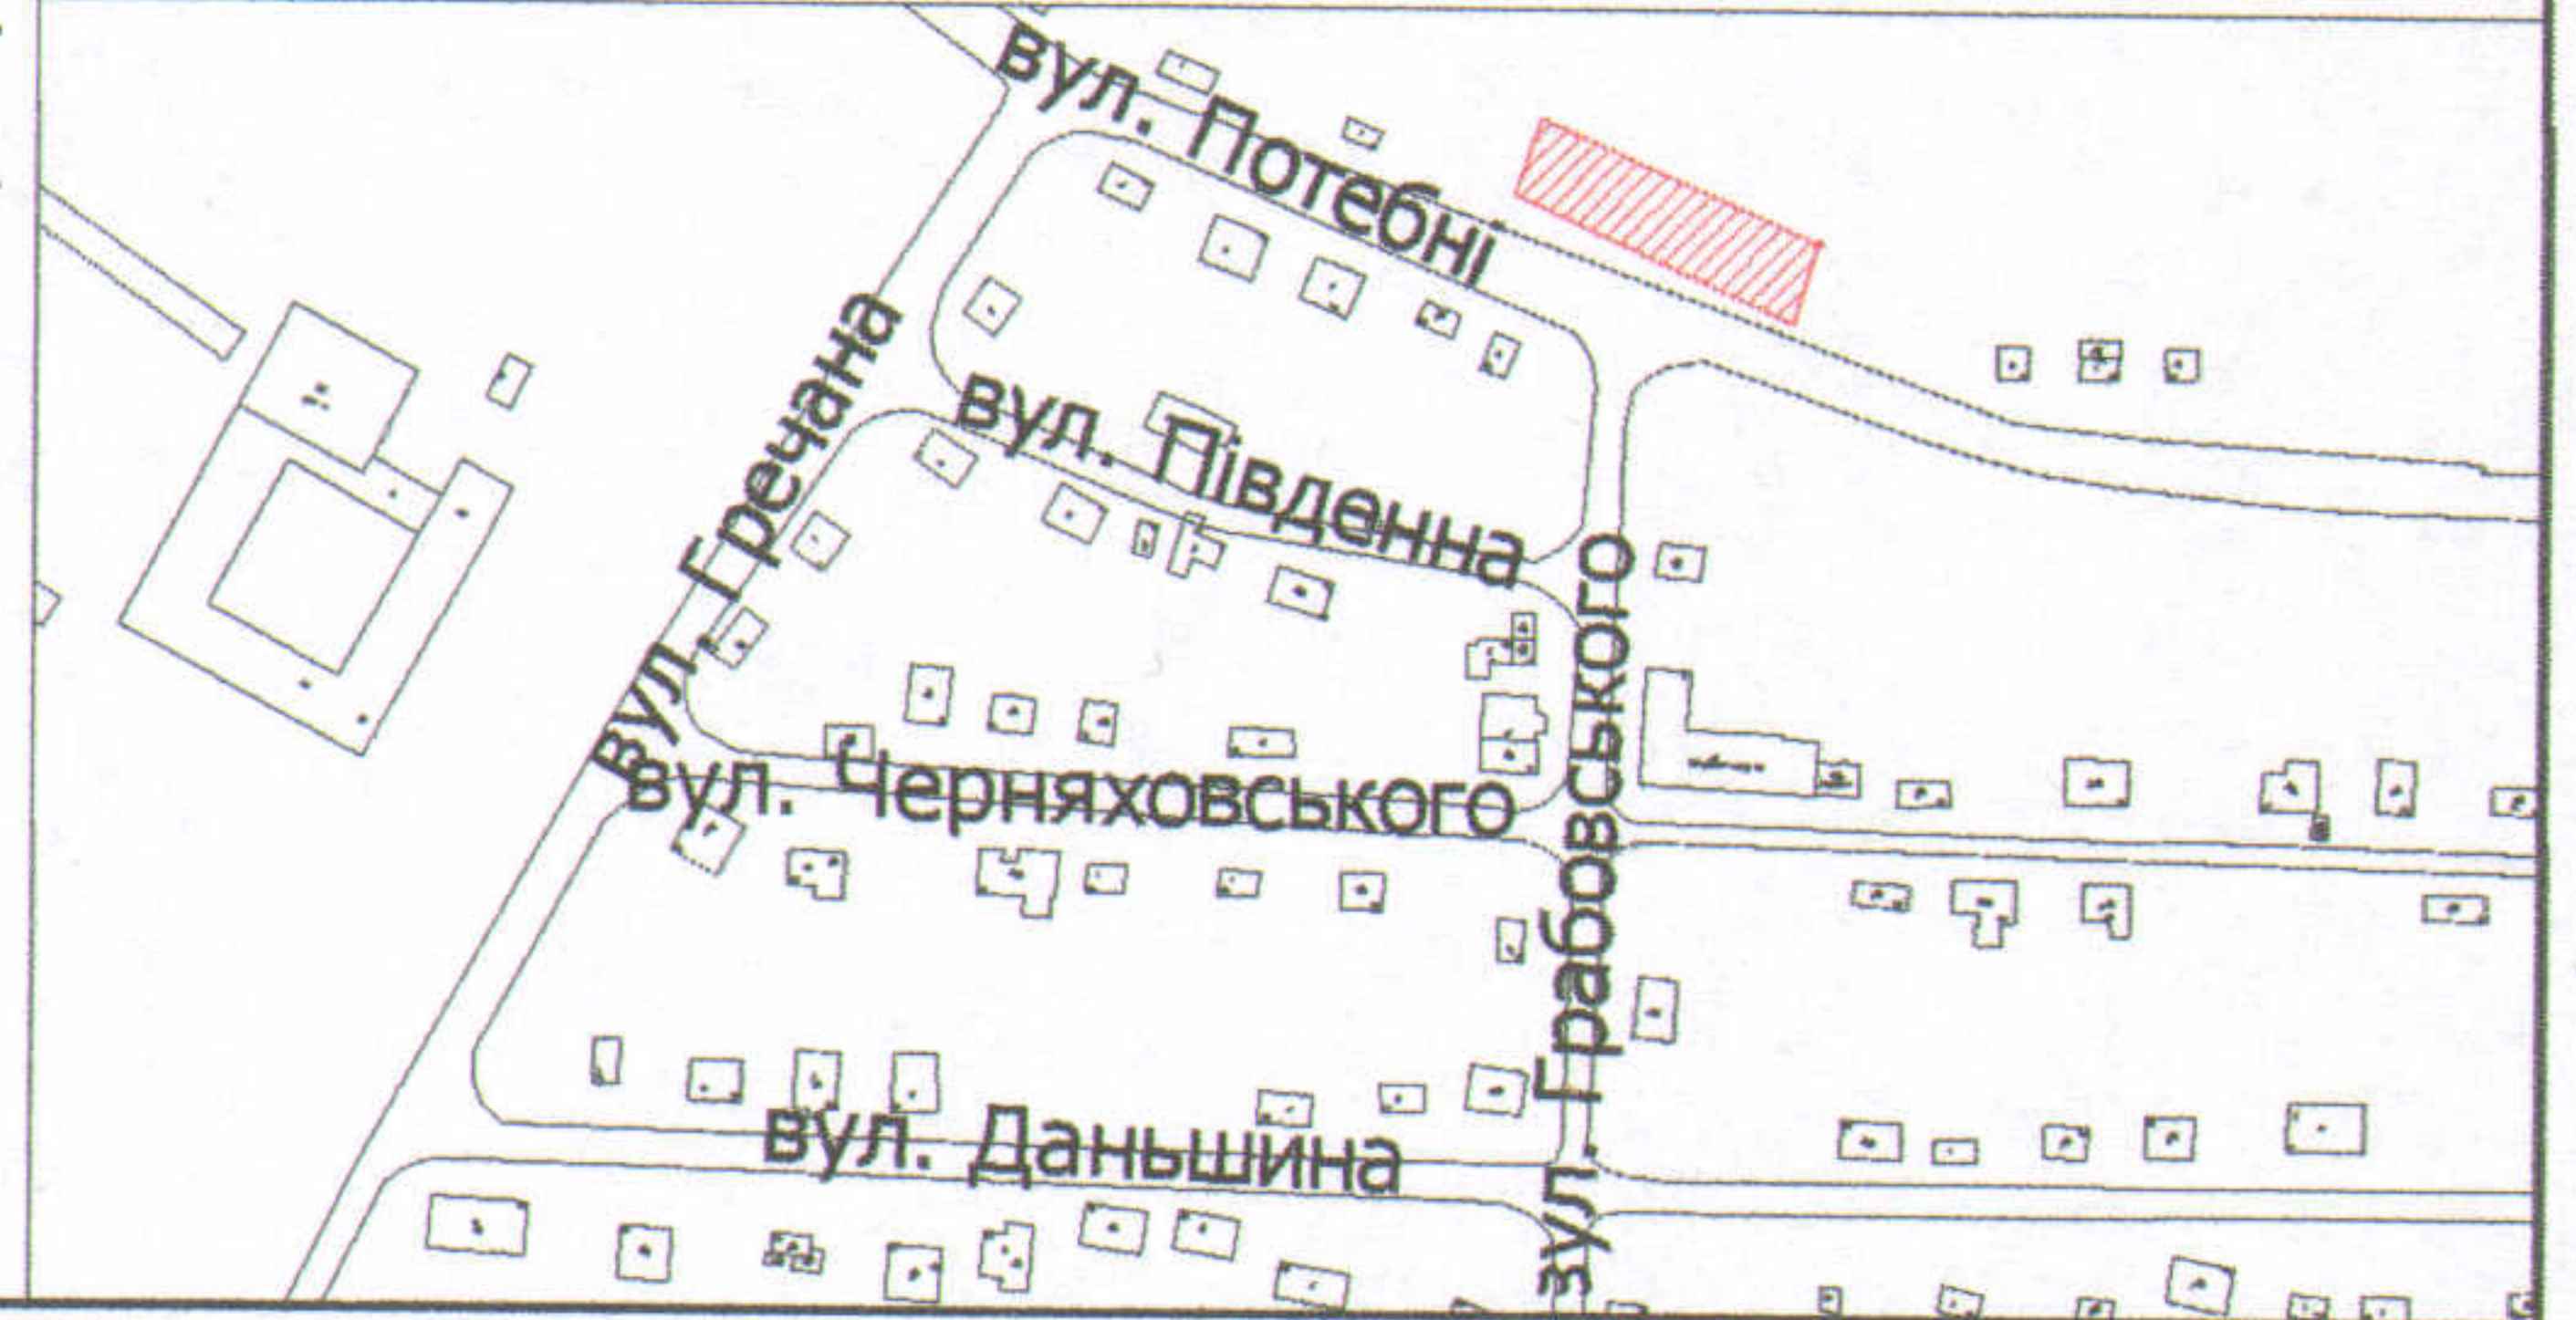 вул. Потебні
вул. Гречана
вул. Південна
вул. Черняховського
вул. Грабовського
вул. Даньшина